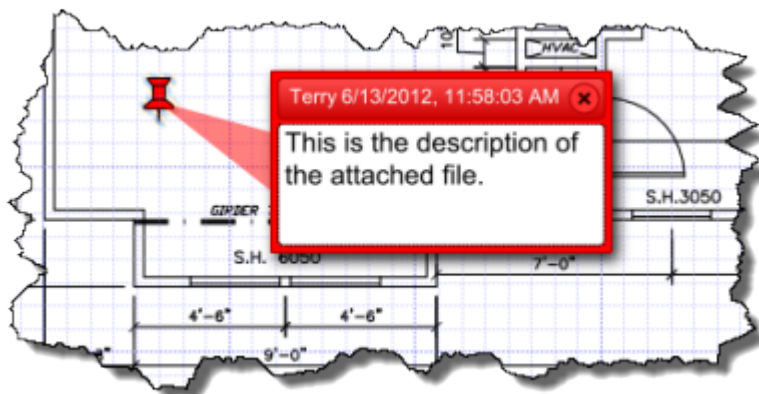 HVAC
Terry 6/13/2012, 11:58:03 AM
This is the description of
the attached file.
S.H.3050
GIRDER
S.H. 6050
7'-0"
4'-6" 4'-6"
9'-0"